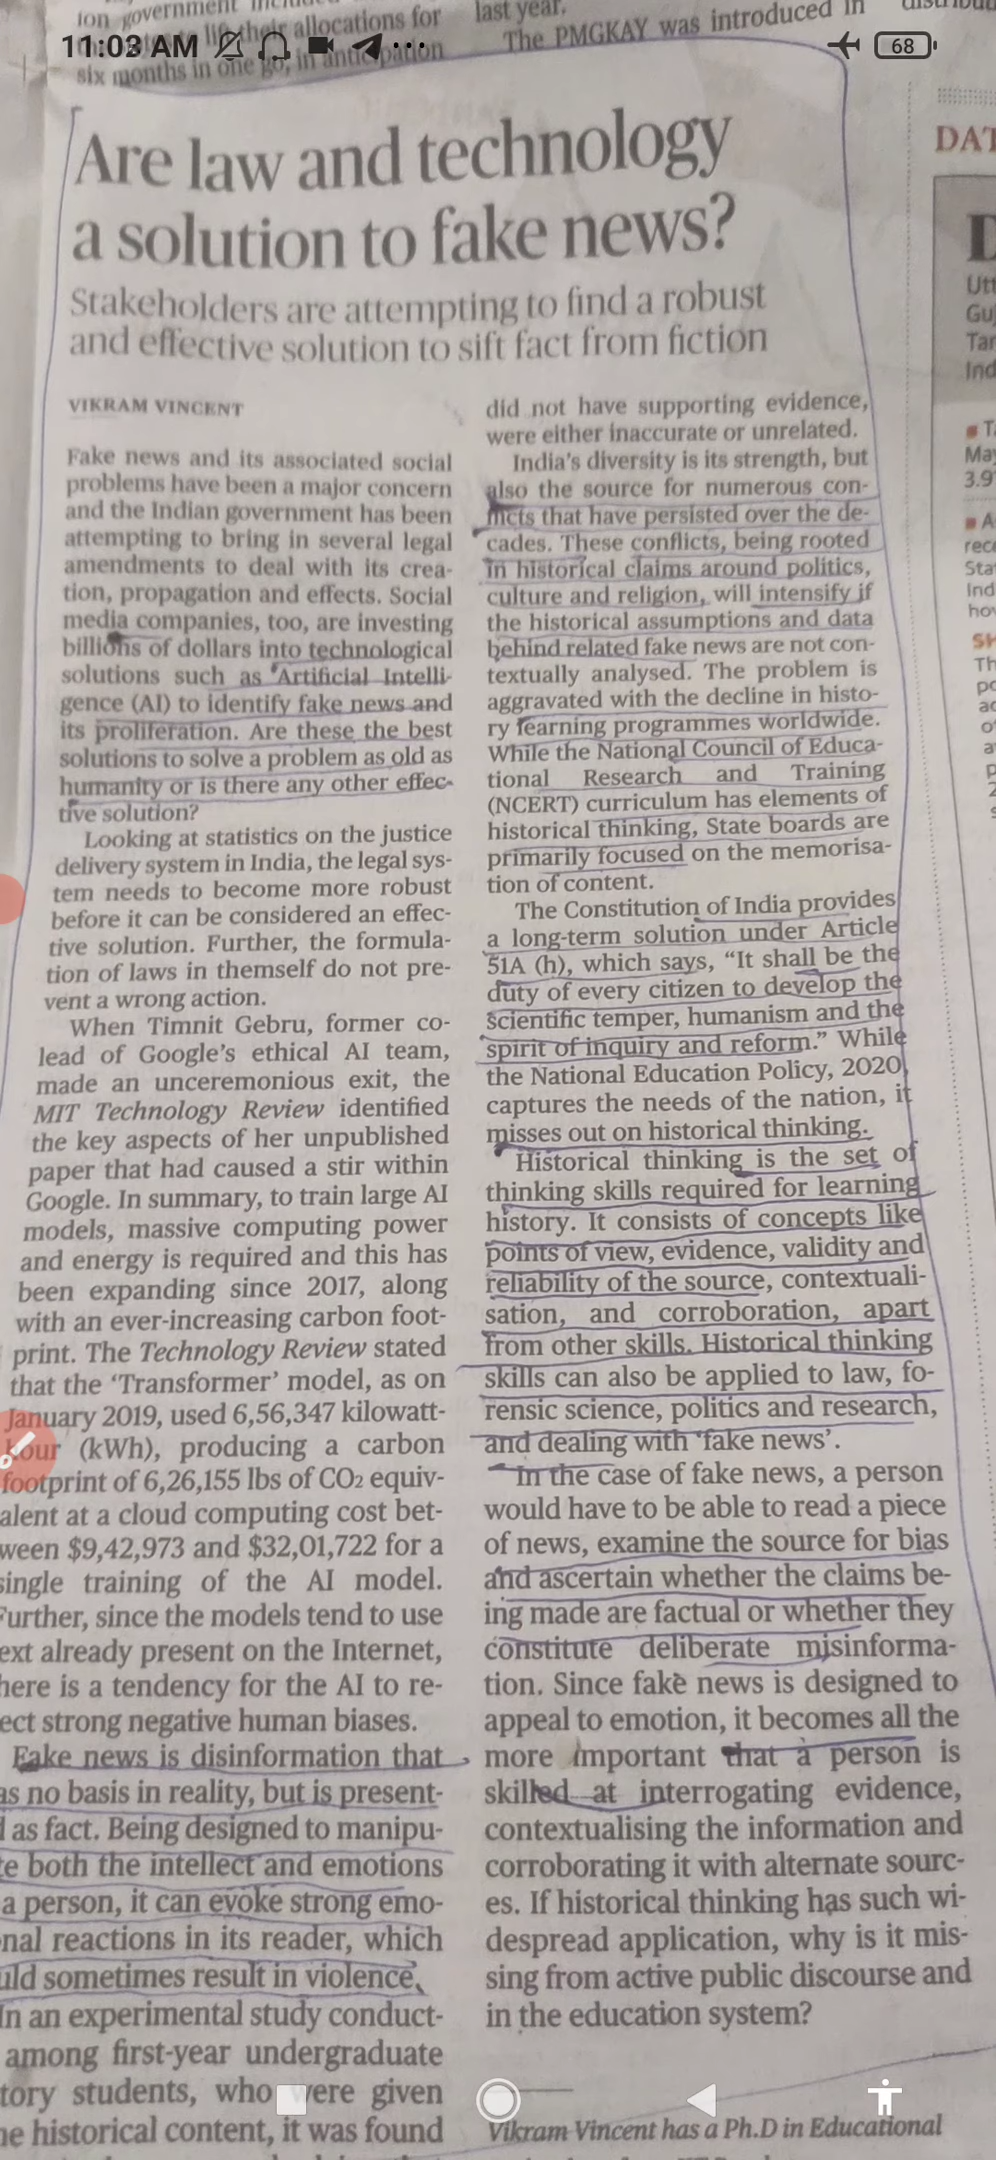 ion government
life their allocations for
six months in one go, in anticipation
last year.
The PMGKAY was introduced in
11:03 AM
68
Are law and technology
a solution to fake news?
Stakeholders are attempting to find a robust
and effective solution to sift fact from fiction
VIKRAM VINCENT
Fake news and its associated social
problems have been a major concern
and the Indian government has been
attempting to bring in several legal
amendments to deal with its crea-
tion, propagation and effects. Social
media companies, too, are investing
billions of dollars into technological
solutions such as Artificial Intelli-
gence (AI) to identify fake news and
its proliferation. Are these the best
solutions to solve a problem as old as
humanity or is there any other effec-
tive solution?
Looking at statistics on the justice
delivery system in India, the legal sys-
tem needs to become more robust
before it can be considered an effec-
tive solution. Further, the formula-
tion of laws in themself do not pre-
vent a wrong action.
When Timnit Gebru, former co-
lead of Google's ethical AI team,
made an unceremonious exit, the
MIT Technology Review identified
the key aspects of her unpublished
paper that had caused a stir within
Google. In summary, to train large AI
models, massive computing power
and energy is required and this has
been expanding since 2017, along
with an ever-increasing carbon foot-
print. The Technology Review stated
that the 'Transformer' model, as on
January 2019, used 6,56,347 kilowatt-
hour (kWh), producing a carbon
footprint of 6,26,155 lbs of CO2 equiv-
alent at a cloud computing cost bet-
ween $9,42,973 and $32,01,722 for a
single training of the AI model.
Further, since the models tend to use
ext already present on the Internet,
here is a tendency for the AI to re-
ect strong negative human biases.
Fake news is disinformation that
as no basis in reality, but is present-
d as fact. Being designed to manipu-
te both the intellect and emotions
a person, it can evoke strong emo-
nal reactions in its reader, which
uld sometimes result in violence.
In an experimental study conduct-
among first-year undergraduate
tory students, who were given
ne historical content, it was found
did not have supporting evidence,
were either inaccurate or unrelated.
India's diversity is its strength, but
also the source for numerous con-
flicts that have persisted over the de-
cades. These conflicts, being rooted
in historical claims around politics,
culture and religion, will intensify if
the historical assumptions and data
behind related fake news are not con-
textually analysed. The problem is
aggravated with the decline in histo-
ry learning programmes worldwide.
While the National Council of Educa-
tional Research and Training
(NCERT) curriculum has elements of
historical thinking, State boards are
primarily focused on the memorisa-
tion of content.
The Constitution of India provides
a long-term solution under Article
51A (h), which says, "It shall be the
duty of every citizen to develop the
scientific temper, humanism and the
spirit of inquiry and reform." While
the National Education Policy, 2020
captures the needs of the nation, it
misses out on historical thinking.
Historical thinking is the set of
thinking skills required for learning
history. It consists of concepts like
points of view, evidence, validity and
reliability of the source, contextuali-
sation, and corroboration, apart
from other skills. Historical thinking
skills can also be applied to law, fo-
rensic science, politics and research,
and dealing with 'fake news'.
In the case of fake news, a person
would have to be able to read a piece
of news, examine the source for bias
and ascertain whether the claims be-
ing made are factual or whether they
constitute deliberate misinforma-
tion. Since fake news is designed to
appeal to emotion, it becomes all the
more important that a person is
skilled at interrogating evidence,
contextualising the information and
corroborating it with alternate sourc-
es. If historical thinking has such wi-
despread application, why is it mis-
sing from active public discourse and
in the education system?
Vikram Vincent has a Ph.D in Educational
DAT
D
Utt
Gu
Tar
Ind
T
May
3.9
A
rece
Sta
Ind
hov
SH
Th